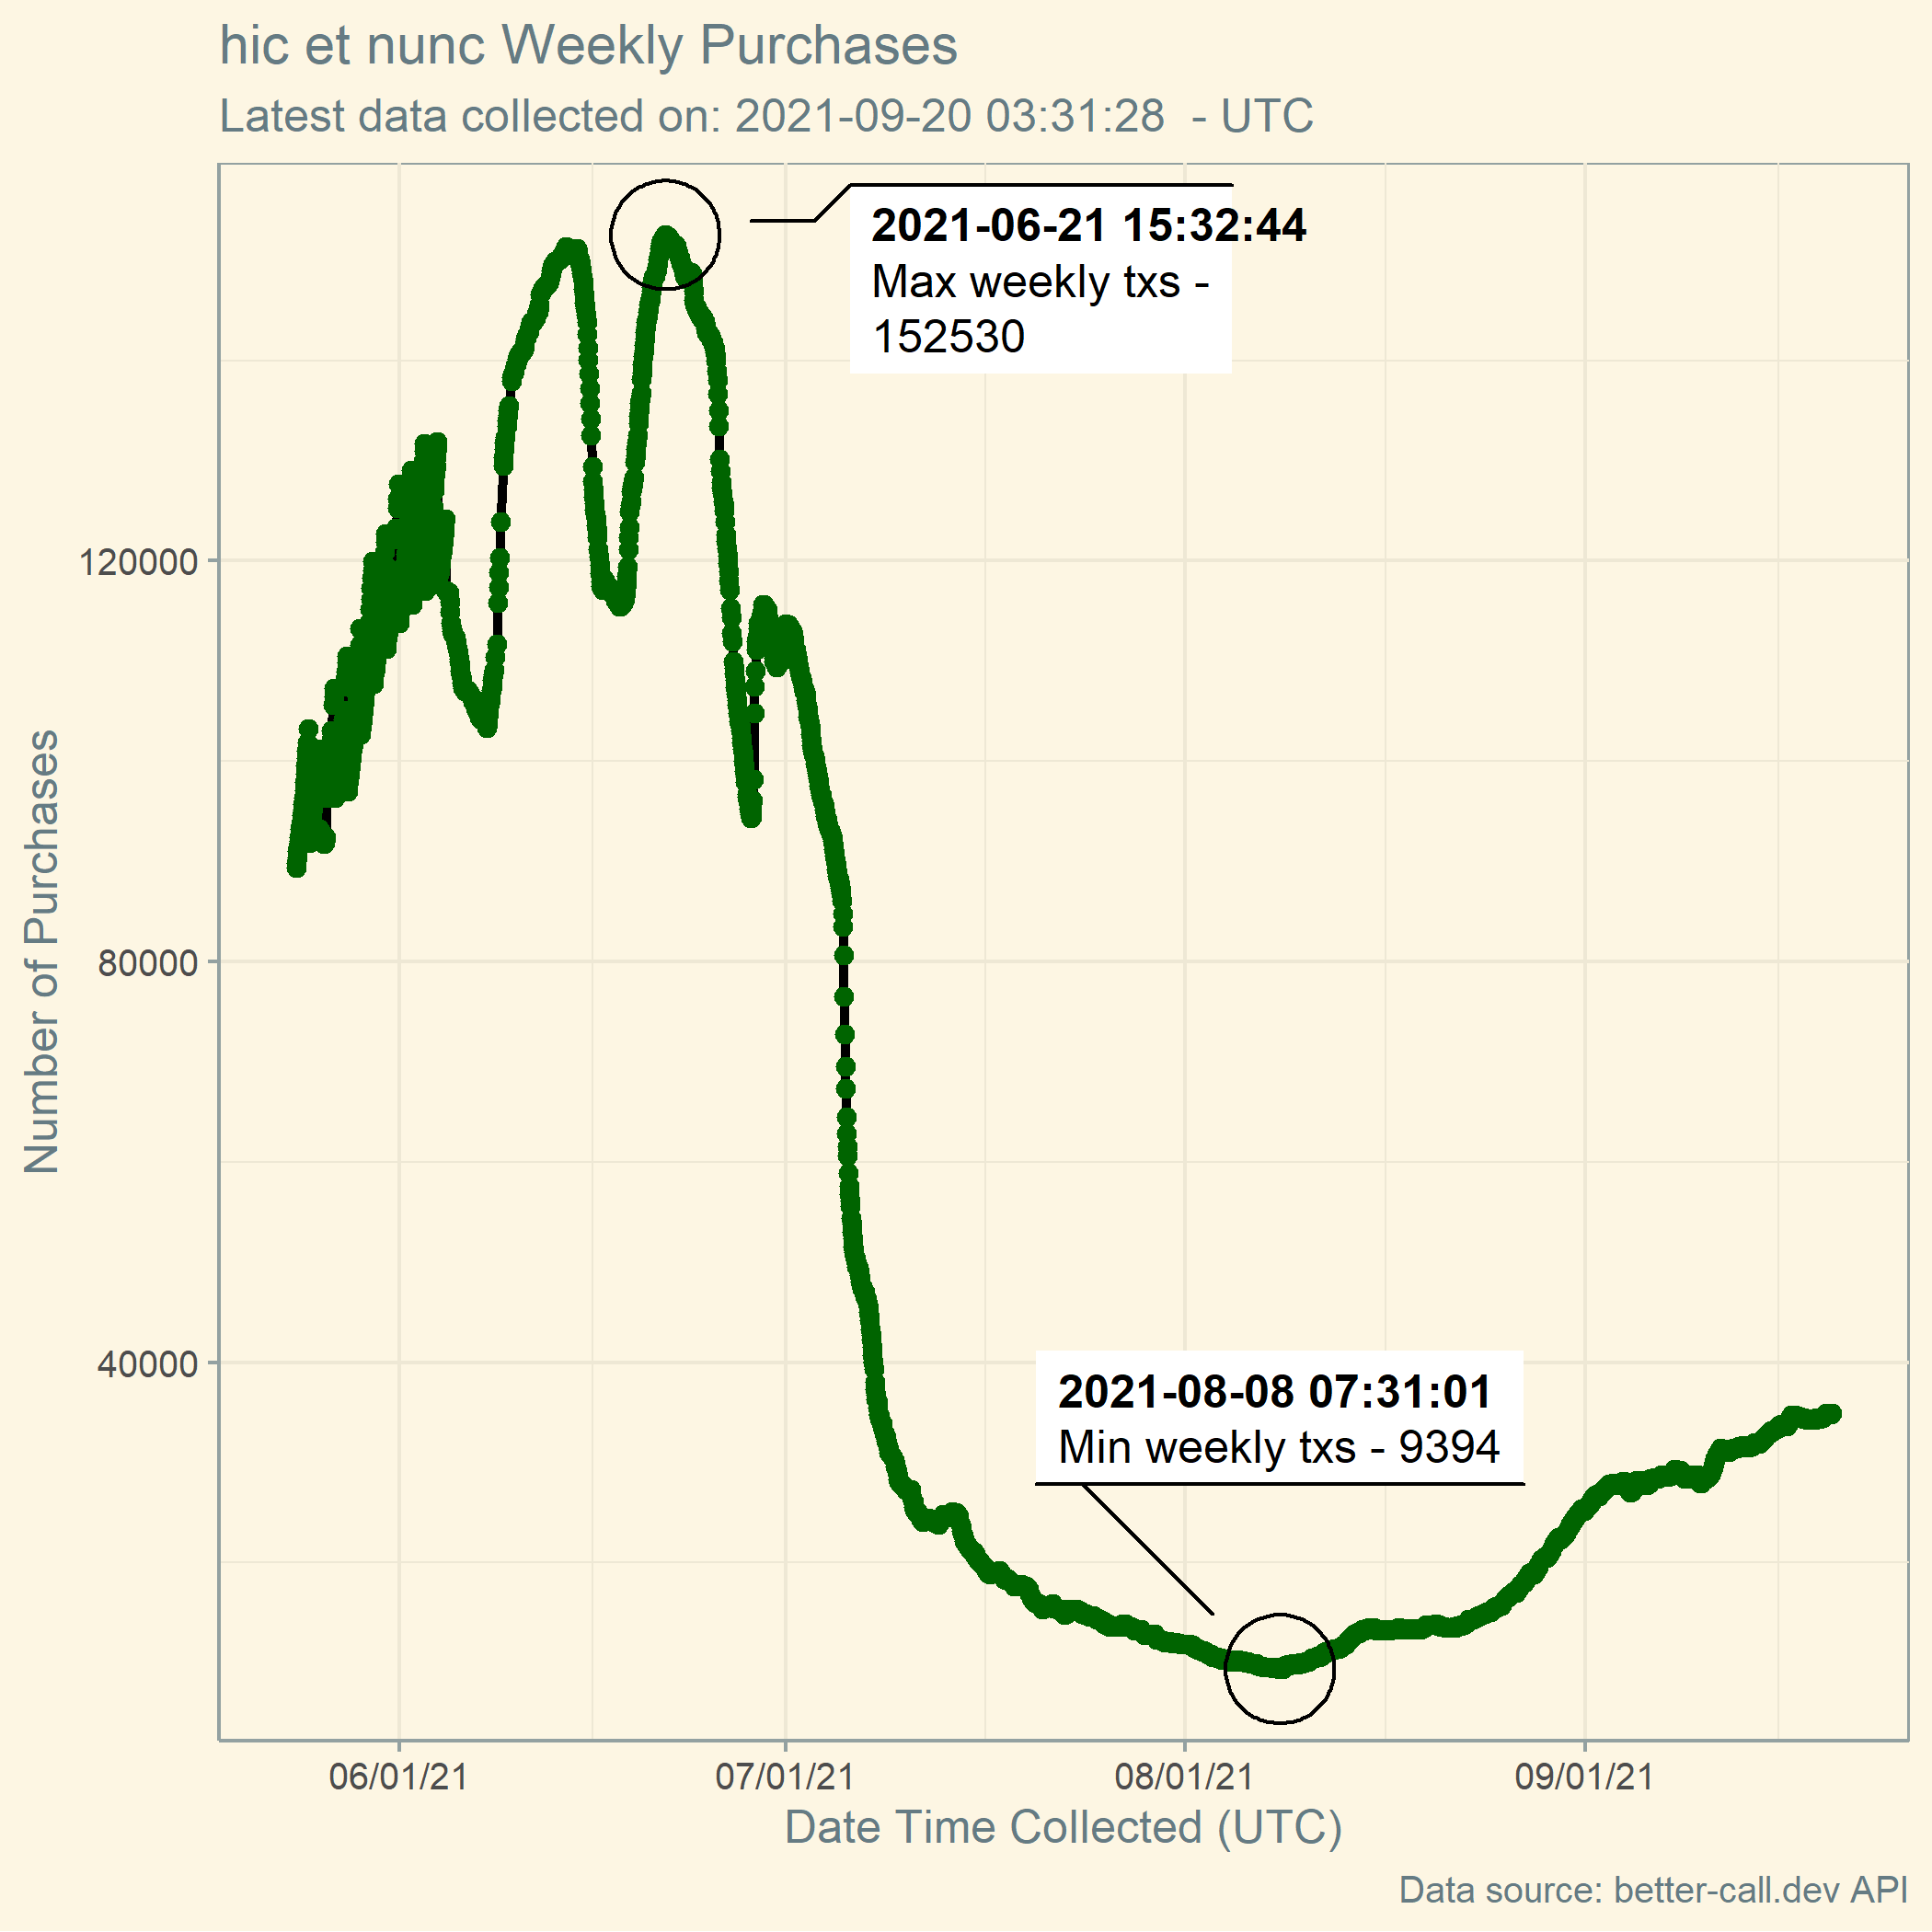 hic et nunc Weekly Purchases
Latest data collected on: 2021-09-20 03:31:28  - UTC
2021-06-21 15:32:44
Max weekly txs -
152530
120000
80000
40000
Number of Purchases
2021-08-08 07:31:01
Min weekly txs - 9394
06/01/21 07/01/21 08/01/21 09/01/21
Date Time Collected (UTC)
Data source: better-call.dev API